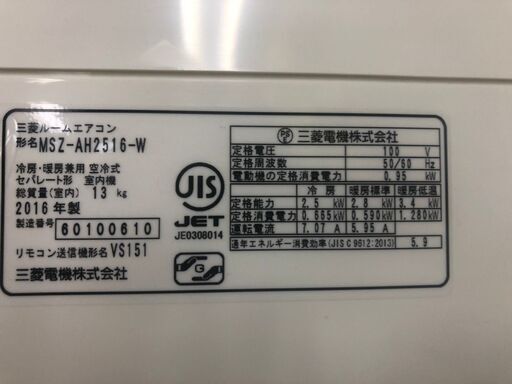 三菱ルームエアコン
形名MSZ-AH2516-W
冷房・暖房兼用 空冷式
セパレート形 室内機
総質量(室内) 13 kg
2016年製
製造番号 60100610
リモコン送信機形名 VS151
三菱電機株式会社
JIS
JET
JE0308014
PSE 三菱電機株式会社
定格電圧 100 V
定格周波数 50/60 Hz
電動機の定格消費電力 0.95 kW
冷房 暖房標準 暖房低温
定格能力 2.5 kW 2.8 kW 3.4 kW
定格消費電力 0.665 kW 0.590 kW 1.280 kW
運転電流 7.07 A 5.95 A
通年エネルギー消費効率(JIS C 9612:2013) 5.9